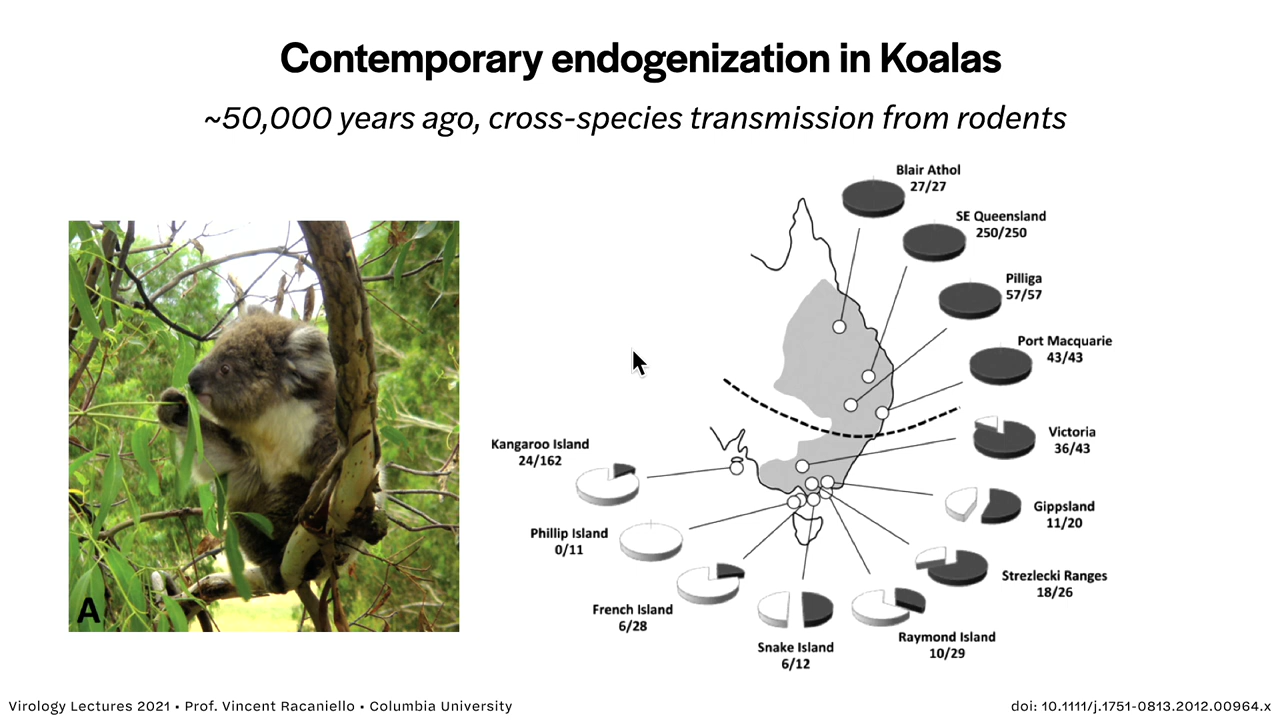 Contemporary endogenization in Koalas
~50,000 years ago, cross-species transmission from rodents
Blair Athol
27/27
SE Queensland
250/250
Pilliga
57/57
Port Macquarie
43/43
Victoria
36/43
Gippsland
11/20
Strezlecki Ranges
18/26
Raymond Island
10/29
Snake Island
6/12
French Island
6/28
Phillip Island
0/11
Kangaroo Island
24/162
A
Virology Lectures 2021 • Prof. Vincent Racaniello • Columbia University
doi: 10.1111/j.1751-0813.2012.00964.x